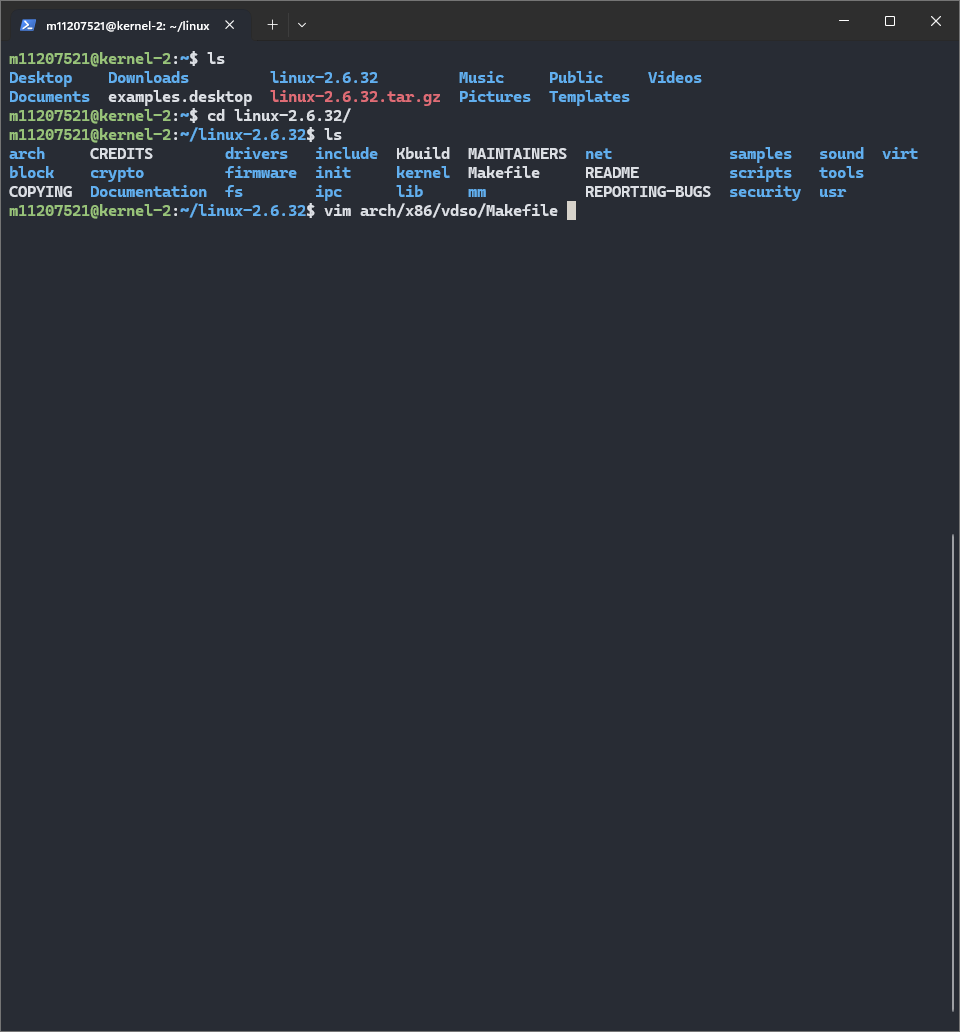 m11207521@kernel-2: ~/linux
m11207521@kernel-2:~$ ls
Desktop    Downloads         linux-2.6.32         Music     Public     Videos
Documents  examples.desktop  linux-2.6.32.tar.gz  Pictures  Templates
m11207521@kernel-2:~$ cd linux-2.6.32/
m11207521@kernel-2:~/linux-2.6.32$ ls
arch     CREDITS        drivers   include  Kbuild  MAINTAINERS  net             samples   sound  virt
block    crypto         firmware  init     kernel  Makefile     README          scripts   tools
COPYING  Documentation  fs        ipc      lib     mm           REPORTING-BUGS  security  usr
m11207521@kernel-2:~/linux-2.6.32$ vim arch/x86/vdso/Makefile